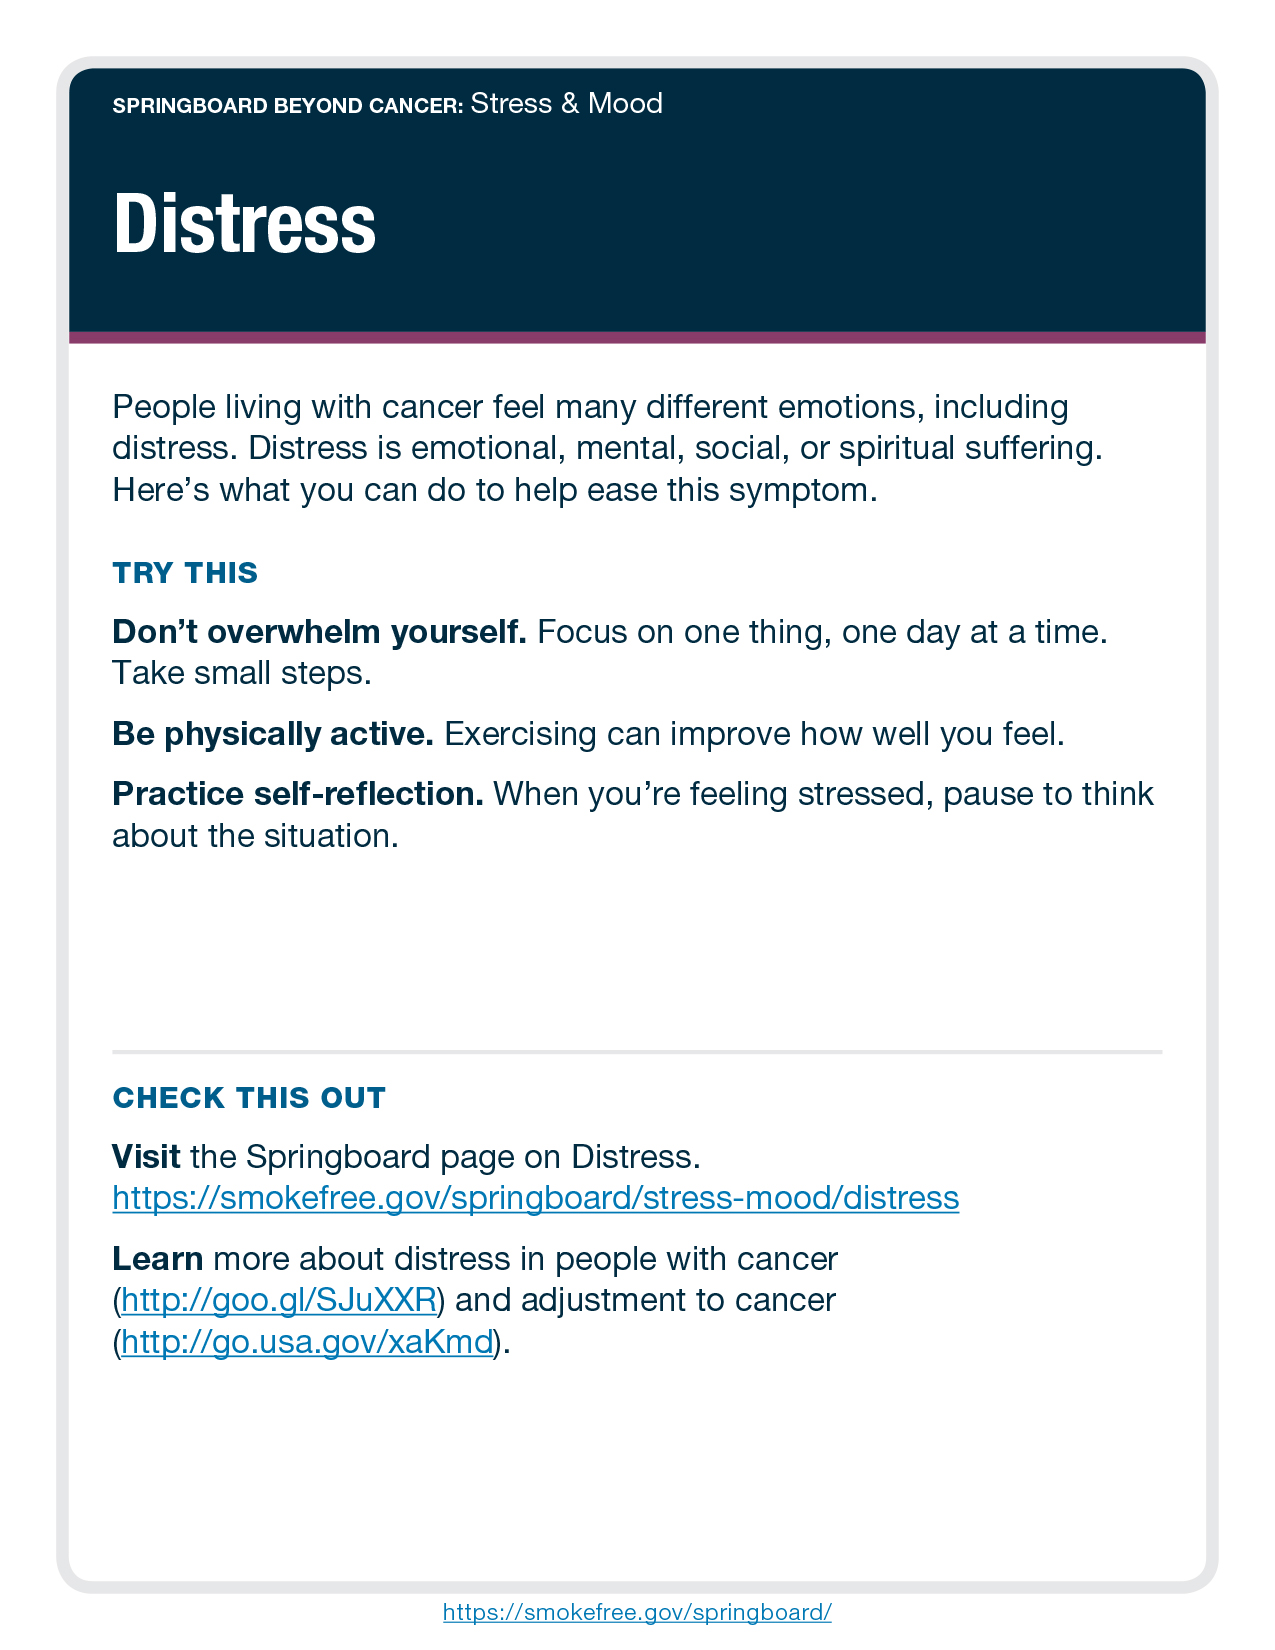 SPRINGBOARD BEYOND CANCER: Stress & Mood
Distress
People living with cancer feel many different emotions, including
distress. Distress is emotional, mental, social, or spiritual suffering.
Here’s what you can do to help ease this symptom.
TRY THIS
Don’t overwhelm yourself. Focus on one thing, one day at a time.
Take small steps.
Be physically active. Exercising can improve how well you feel.
Practice self-reflection. When you’re feeling stressed, pause to think
about the situation.
CHECK THIS OUT
Visit the Springboard page on Distress.
https://smokefree.gov/springboard/stress-mood/distress
Learn more about distress in people with cancer
(http://goo.gl/SJuXXR) and adjustment to cancer
(http://go.usa.gov/xaKmd).
https://smokefree.gov/springboard/